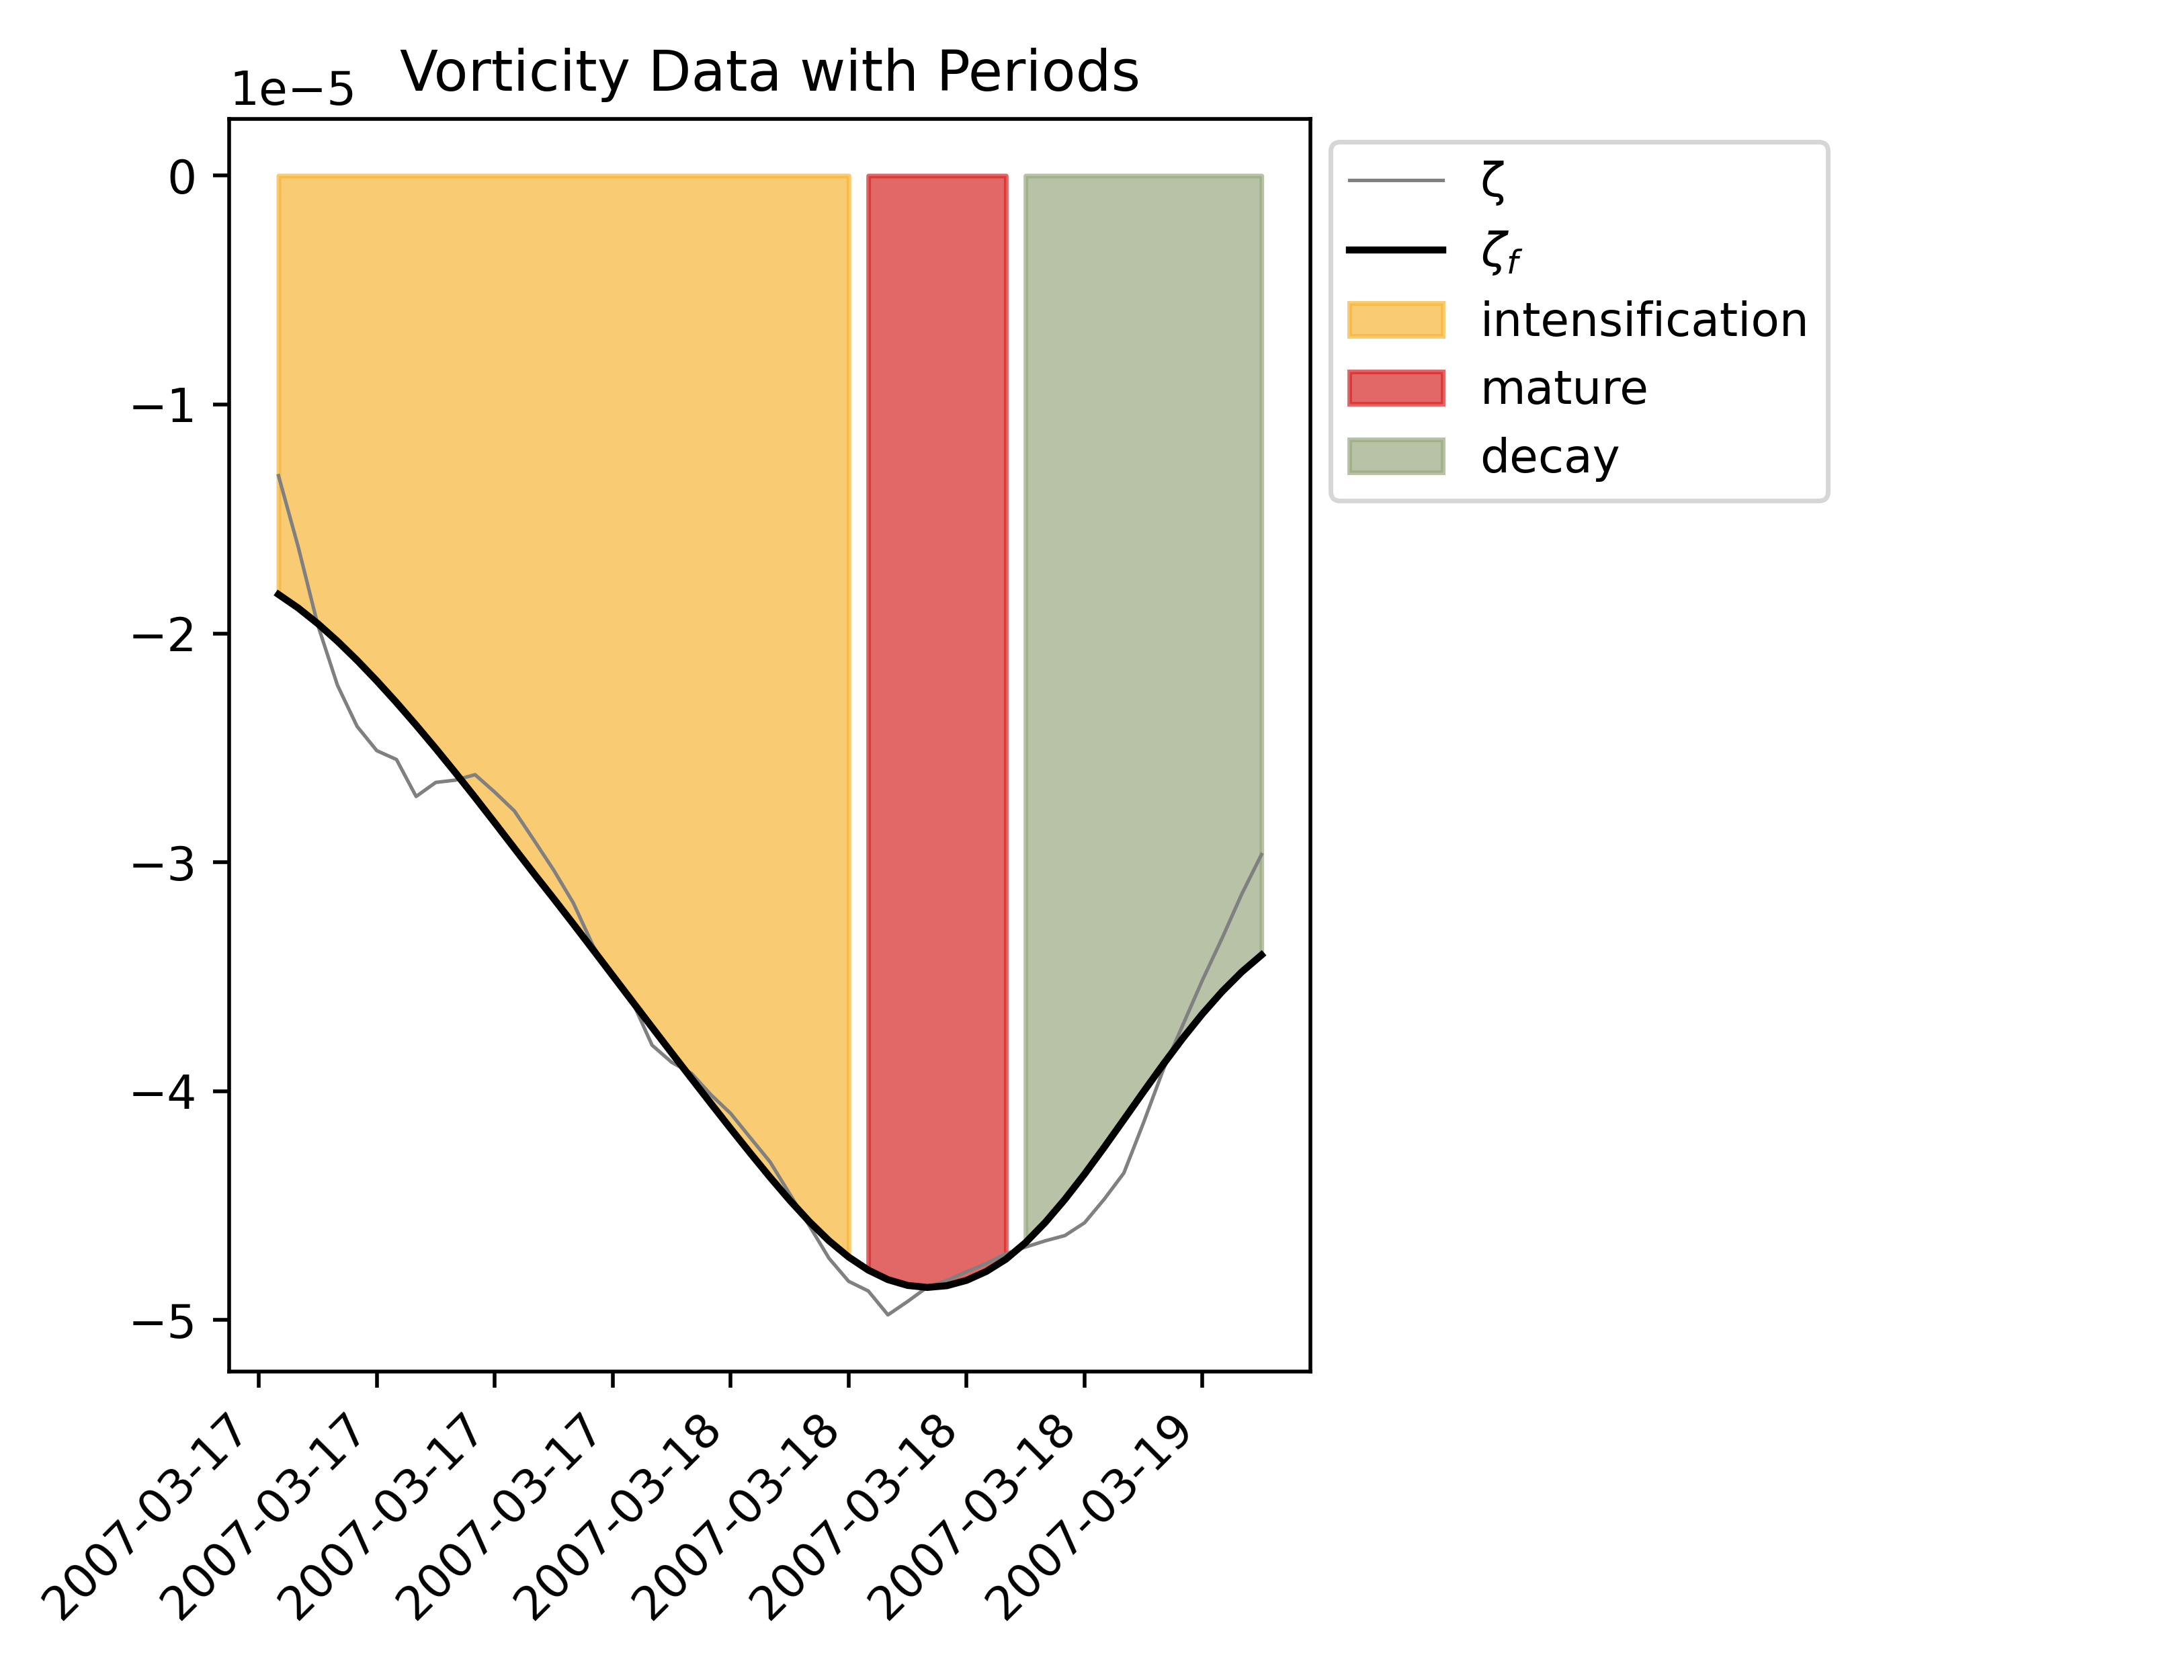 Vorticity Data with Periods
1e−5
0
−1
−2
−3
−4
−5
2007-03-17
2007-03-17
2007-03-17
2007-03-17
2007-03-18
2007-03-18
2007-03-18
2007-03-18
2007-03-19
ζ
ζf
intensification
mature
decay